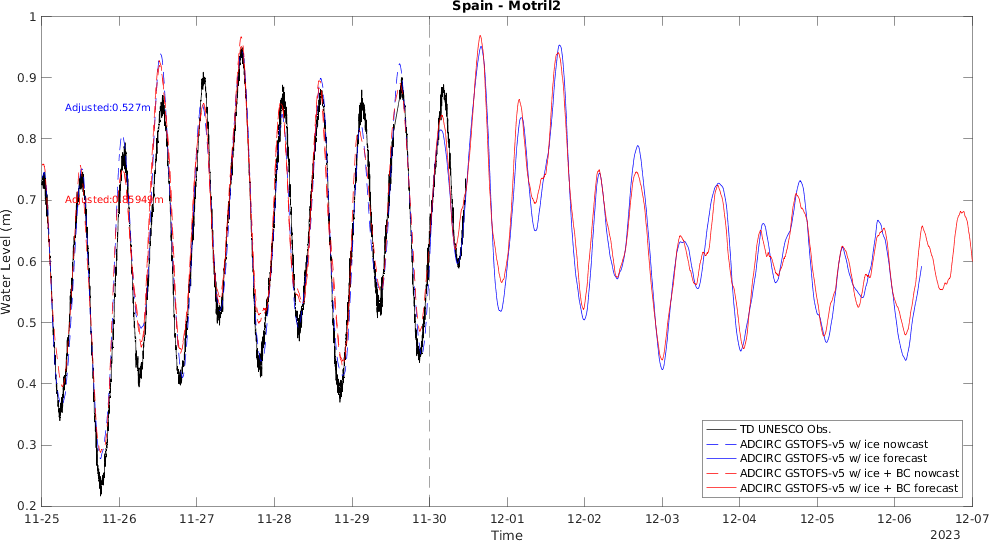 Spain - Motril2
Water Level (m)
1
0.9
0.8
0.7
0.6
0.5
0.4
0.3
0.2
Adjusted:0.527m
Adjusted:0.85949m
TD UNESCO Obs.
ADCIRC GSTOFS-v5 w/ ice nowcast
ADCIRC GSTOFS-v5 w/ ice forecast
ADCIRC GSTOFS-v5 w/ ice + BC nowcast
ADCIRC GSTOFS-v5 w/ ice + BC forecast
11-25 11-26 11-27 11-28 11-29 11-30 12-01 12-02 12-03 12-04 12-05 12-06 12-07
Time
2023